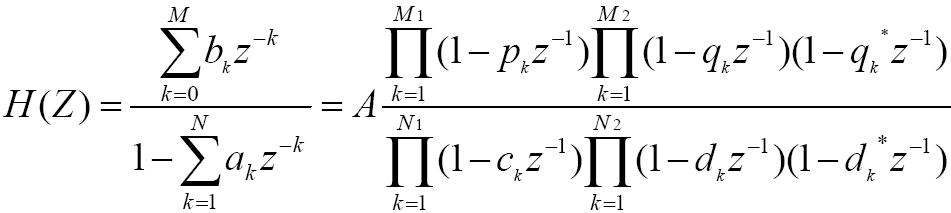 H(Z) = \frac{\sum_{k=0}^{M} b_k z^{-k}}{1 - \sum_{k=1}^{N} a_k z^{-k}} = A \frac{\prod_{k=1}^{M1} (1 - p_k z^{-1}) \prod_{k=1}^{M2} (1 - q_k z^{-1})(1 - q_k^* z^{-1})}{\prod_{k=1}^{N1} (1 - c_k z^{-1}) \prod_{k=1}^{N2} (1 - d_k z^{-1})(1 - d_k^* z^{-1})}